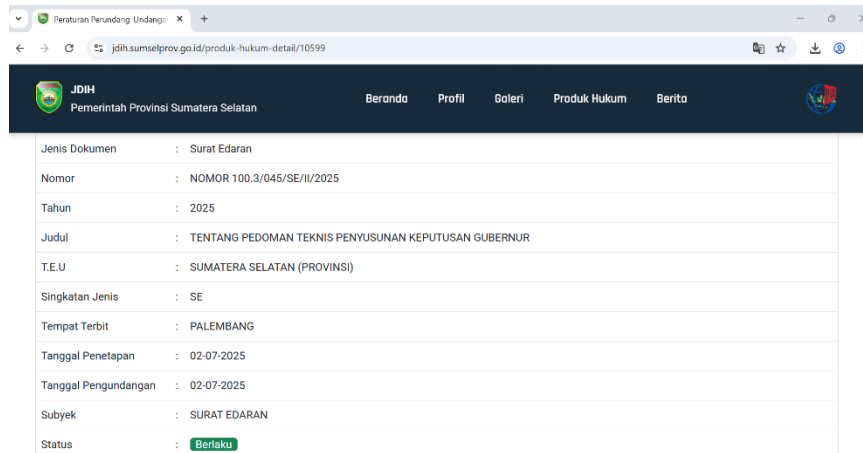 Peraturan Perundang-Undanga
jdih.sumselprov.go.id/produk-hukum-detail/10599
JDIH
Pemerintah Provinsi Sumatera Selatan
Beranda Profil Galeri Produk Hukum Berita
Jenis Dokumen : Surat Edaran
Nomor : NOMOR 100.3/045/SE/II/2025
Tahun : 2025
Judul : TENTANG PEDOMAN TEKNIS PENYUSUNAN KEPUTUSAN GUBERNUR
T.E.U : SUMATERA SELATAN (PROVINSI)
Singkatan Jenis : SE
Tempat Terbit : PALEMBANG
Tanggal Penetapan : 02-07-2025
Tanggal Pengundangan : 02-07-2025
Subyek : SURAT EDARAN
Status : Berlaku